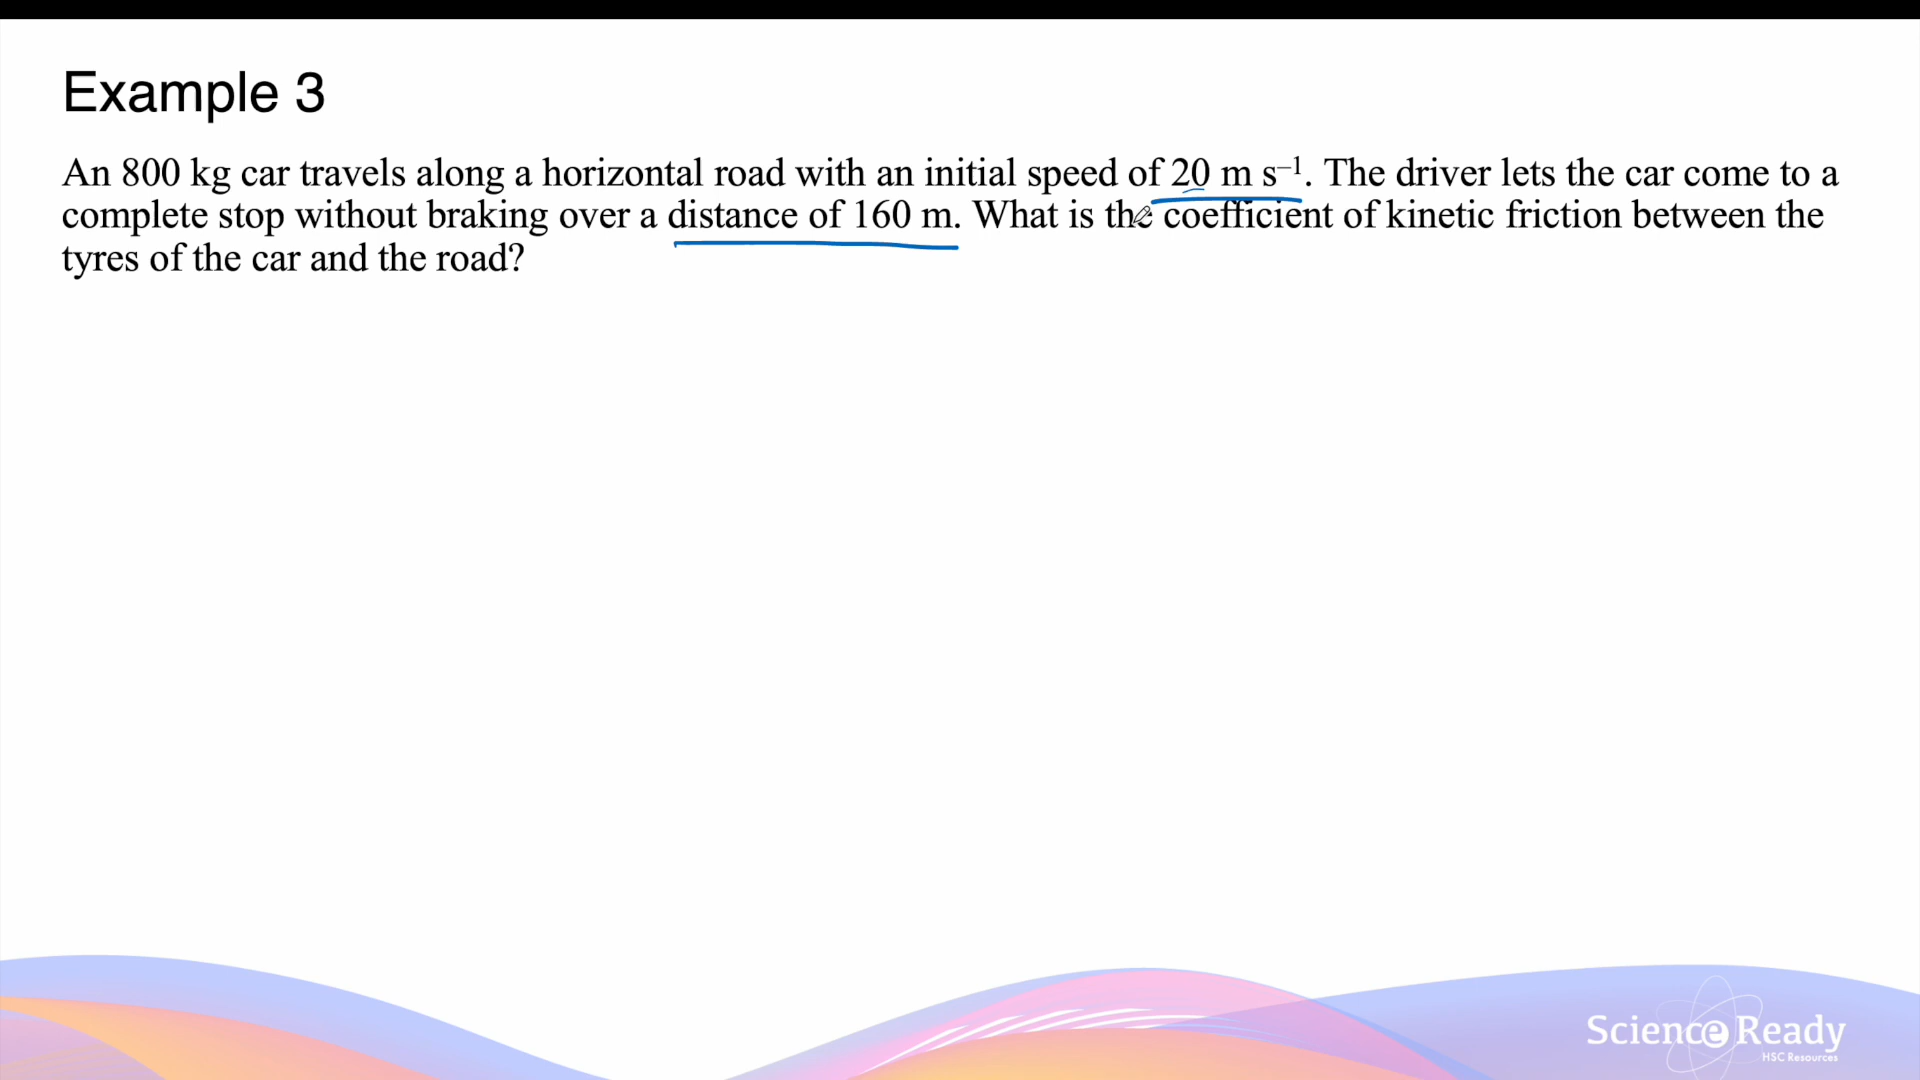 Example 3
An 800 kg car travels along a horizontal road with an initial speed of 20 m s⁻¹. The driver lets the car come to a
complete stop without braking over a distance of 160 m. What is the coefficient of kinetic friction between the
tyres of the car and the road?
Science Ready
HSC Resources